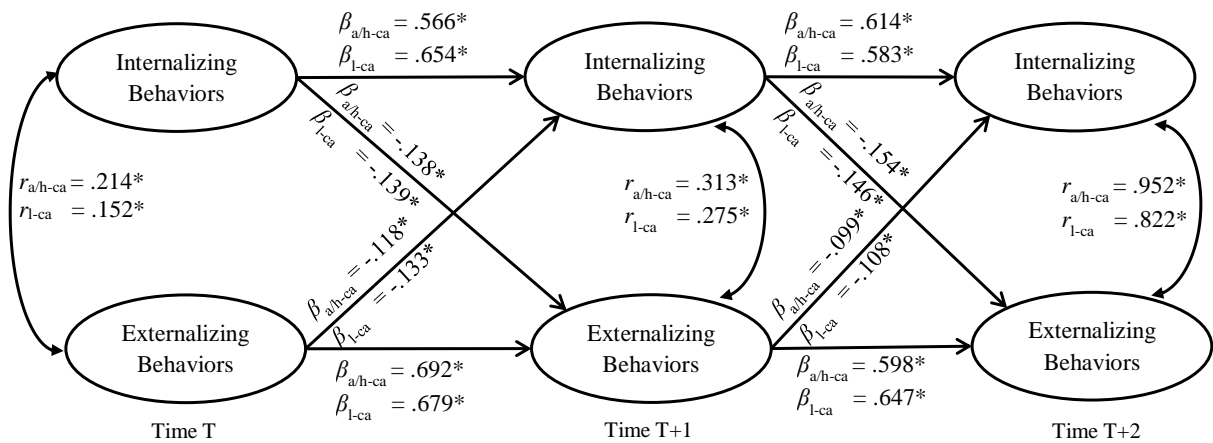 β a/h-ca = .566*
β l-ca = .654*
β a/h-ca = .614*
β l-ca = .583*
Internalizing
Behaviors
Internalizing
Behaviors
Internalizing
Behaviors
β a/h-ca = -.138*
β l-ca = -.139*
β a/h-ca = -.154*
β l-ca = -.146*
r a/h-ca = .214*
r l-ca = .152*
r a/h-ca = .313*
r l-ca = .275*
r a/h-ca = .952*
r l-ca = .822*
β a/h-ca = -.118*
β l-ca = -.133*
β a/h-ca = -.099*
β l-ca = -.108*
Externalizing
Behaviors
Externalizing
Behaviors
Externalizing
Behaviors
β a/h-ca = .692*
β l-ca = .679*
β a/h-ca = .598*
β l-ca = .647*
Time T
Time T+1
Time T+2